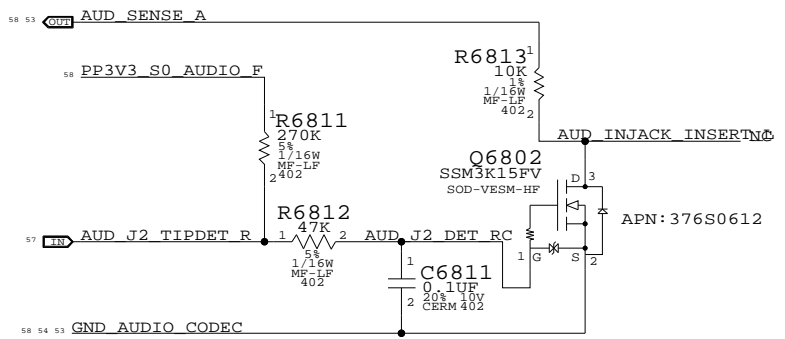 58 53 OUT AUD_SENSE_A
58 PP3V3_S0_AUDIO_F
R6813 1
10K
1%
1/16W
MF-LF
402 2
1 R6811
270K
5%
1/16W
MF-LF
2 402
AUD_INJACK_INSERT_L
NC
Q6802
SSM3K15FV
SOD-VESM-HF
D 3
APN:376S0612
1 G S 2
57 IN AUD_J2_TIPDET_R
R6812
47K
1 2
5%
1/16W
MF-LF
402
AUD_J2_DET_RC
1
C6811
0.1UF
20% 10V
2 CERM 402
58 54 53 GND_AUDIO_CODEC